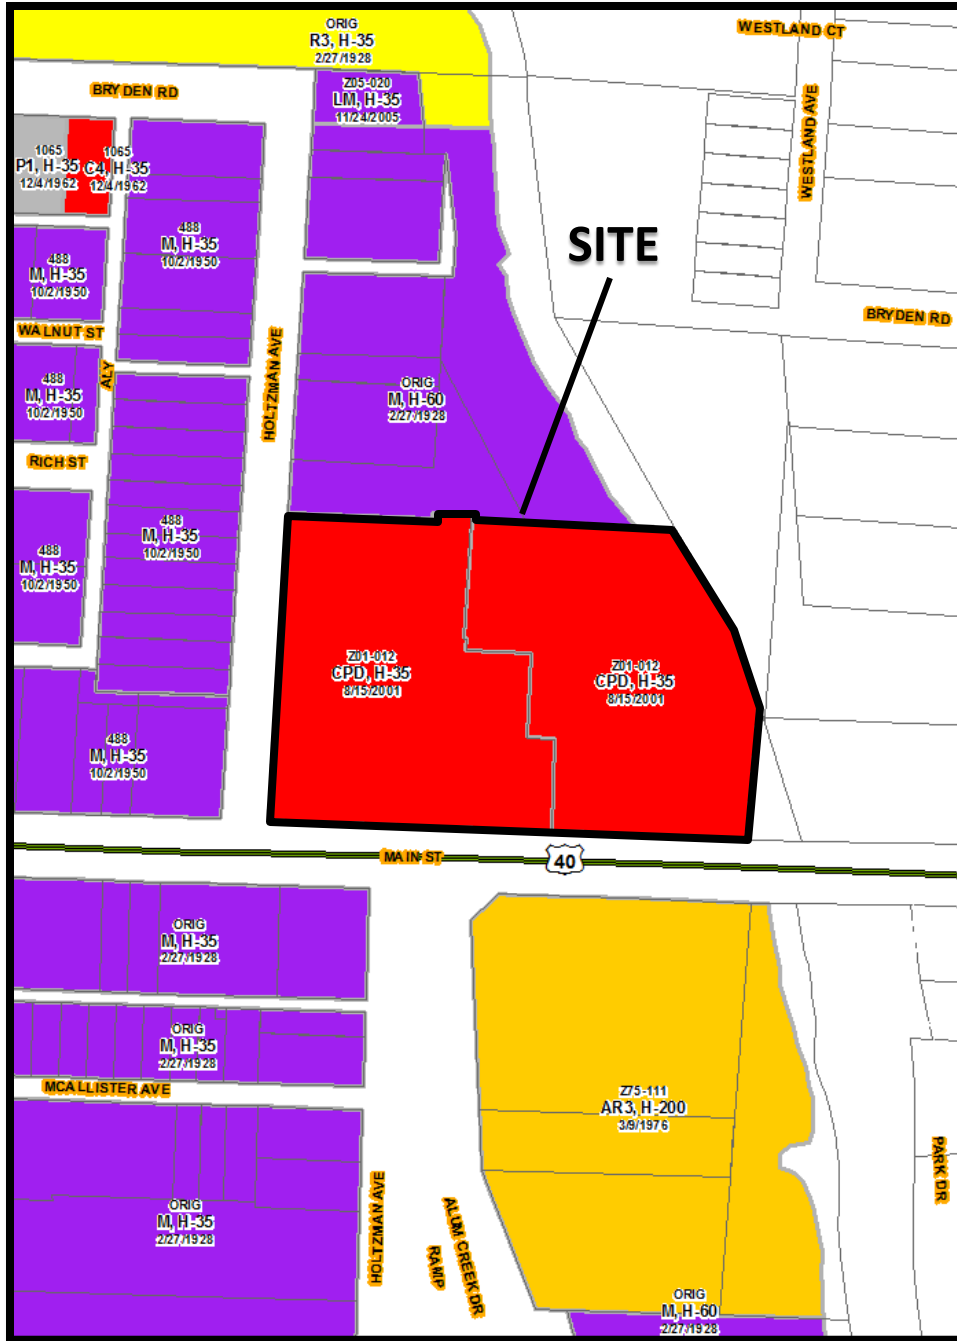 ORIG
R3, H-35
2/27/1928
WESTLAND CT
BRYDEN RD
Z05-020
LM, H-35
11/24/2005
WESTLAND AVE
1065
P1, H-35
12/4/1962
1065
C4, H-35
12/4/1962
488
M, H-35
10/2/1950
SITE
488
M, H-35
10/2/1950
BRYDEN RD
WALNUT ST
HOLTZMAN AVE
ALY
488
M, H-35
10/2/1950
ORIG
M, H-60
2/27/1928
RICH ST
488
M, H-35
10/2/1950
488
M, H-35
10/2/1950
Z01-012
CPD, H-35
8/15/2001
Z01-012
CPD, H-35
8/15/2001
488
M, H-35
10/2/1950
MAIN ST
40
ORIG
M, H-35
2/27/1928
ORIG
M, H-35
2/27/1928
MCALLISTER AVE
Z75-111
AR3, H-200
3/9/1976
PARK DR
ORIG
M, H-35
2/27/1928
HOLTZMAN AVE
ALUM CREEK DR
RAMP
ORIG
M, H-60
2/27/1928